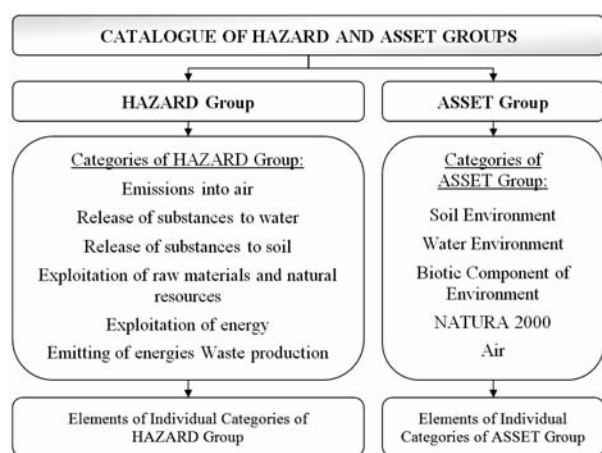 CATALOGUE OF HAZARD AND ASSET GROUPS
HAZARD Group
ASSET Group
Categories of HAZARD Group:
Emissions into air
Release of substances to water
Release of substances to soil
Exploitation of raw materials and natural
resources
Exploitation of energy
Emitting of energies Waste production
Categories of
ASSET Group:
Soil Environment
Water Environment
Biotic Component of
Environment
NATURA 2000
Air
Elements of Individual Categories of
HAZARD Group
Elements of Individual
Categories of ASSET Group